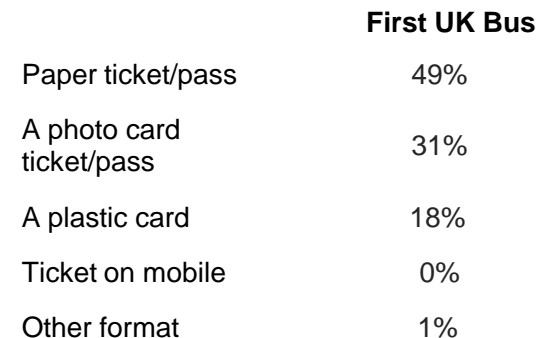 First UK Bus
Paper ticket/pass 49%
A photo card
ticket/pass 31%
A plastic card 18%
Ticket on mobile 0%
Other format 1%